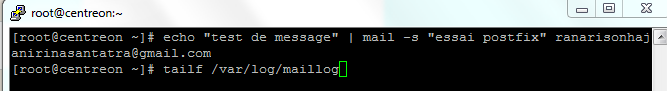 root@centreon:~
[root@centreon:~]# echo "test de message" | mail -s "essai postfix" ranarisonhaj
anirinasantatra@gmail.com
[root@centreon:~]# tailf /var/log/maillog